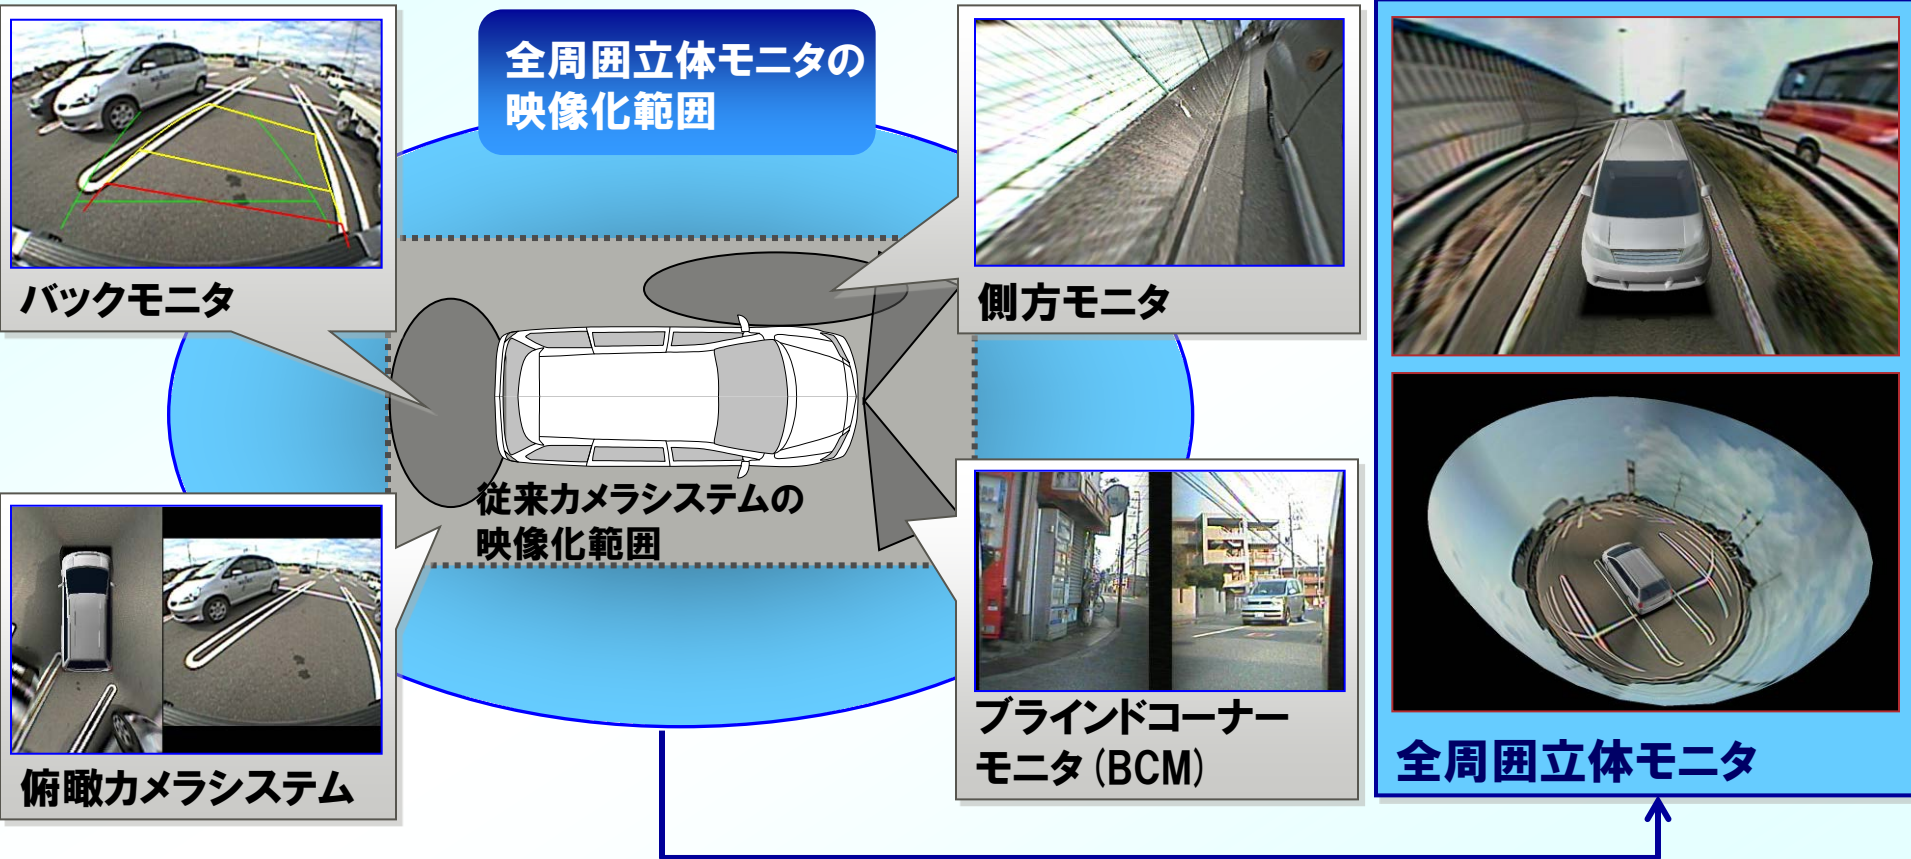 全周囲立体モニタの
映像化範囲
バックモニタ
側方モニタ
従来カメラシステムの
映像化範囲
俯瞰カメラシステム
ブラインドコーナー
モニタ(BCM)
全周囲立体モニタ